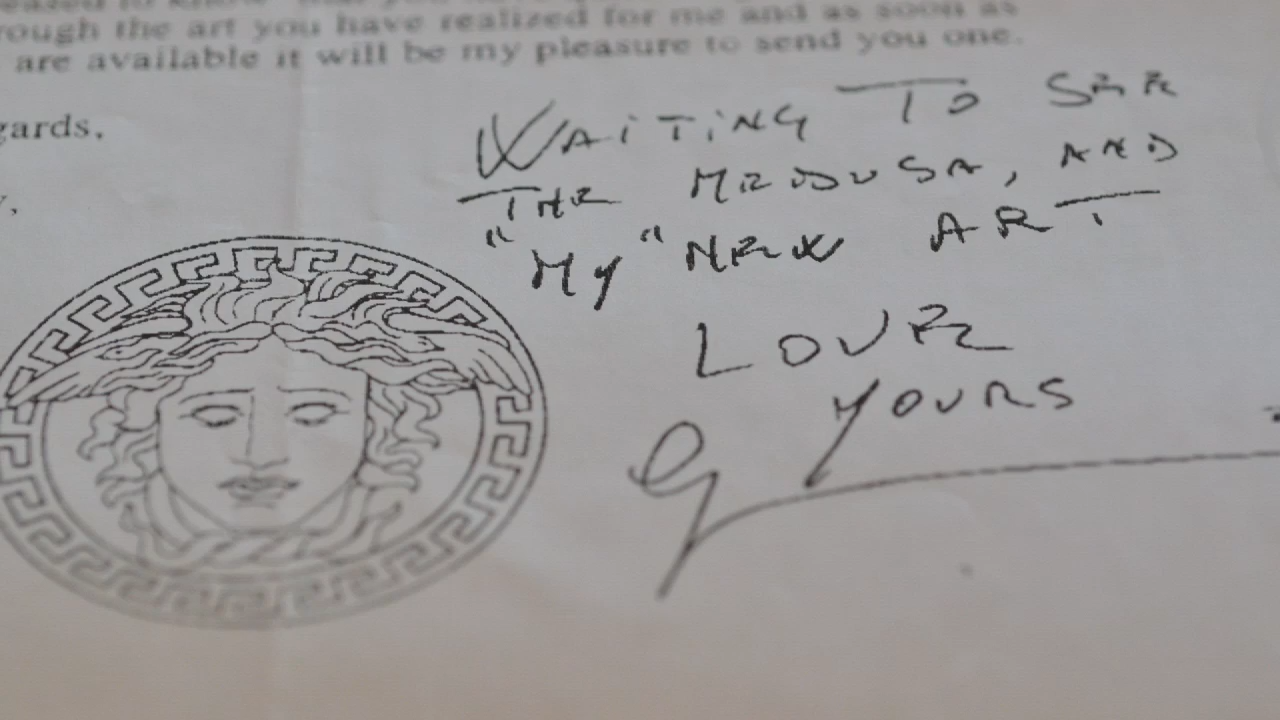 rough the art you have realized for me and as soon as
are available it will be my pleasure to send you one.
gards,
WAiTiNG TO SEE
THE MEDUSA, AND
"My" NEW ART
LOVE
YOURS